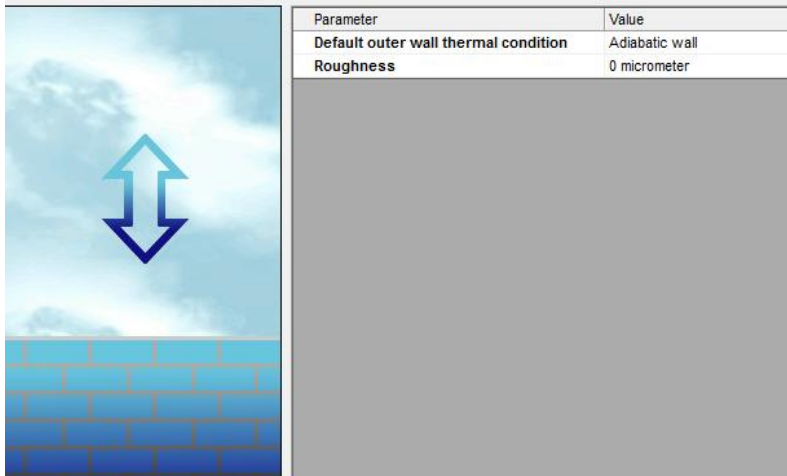 Parameter Value
Default outer wall thermal condition Adiabatic wall
Roughness 0 micrometer